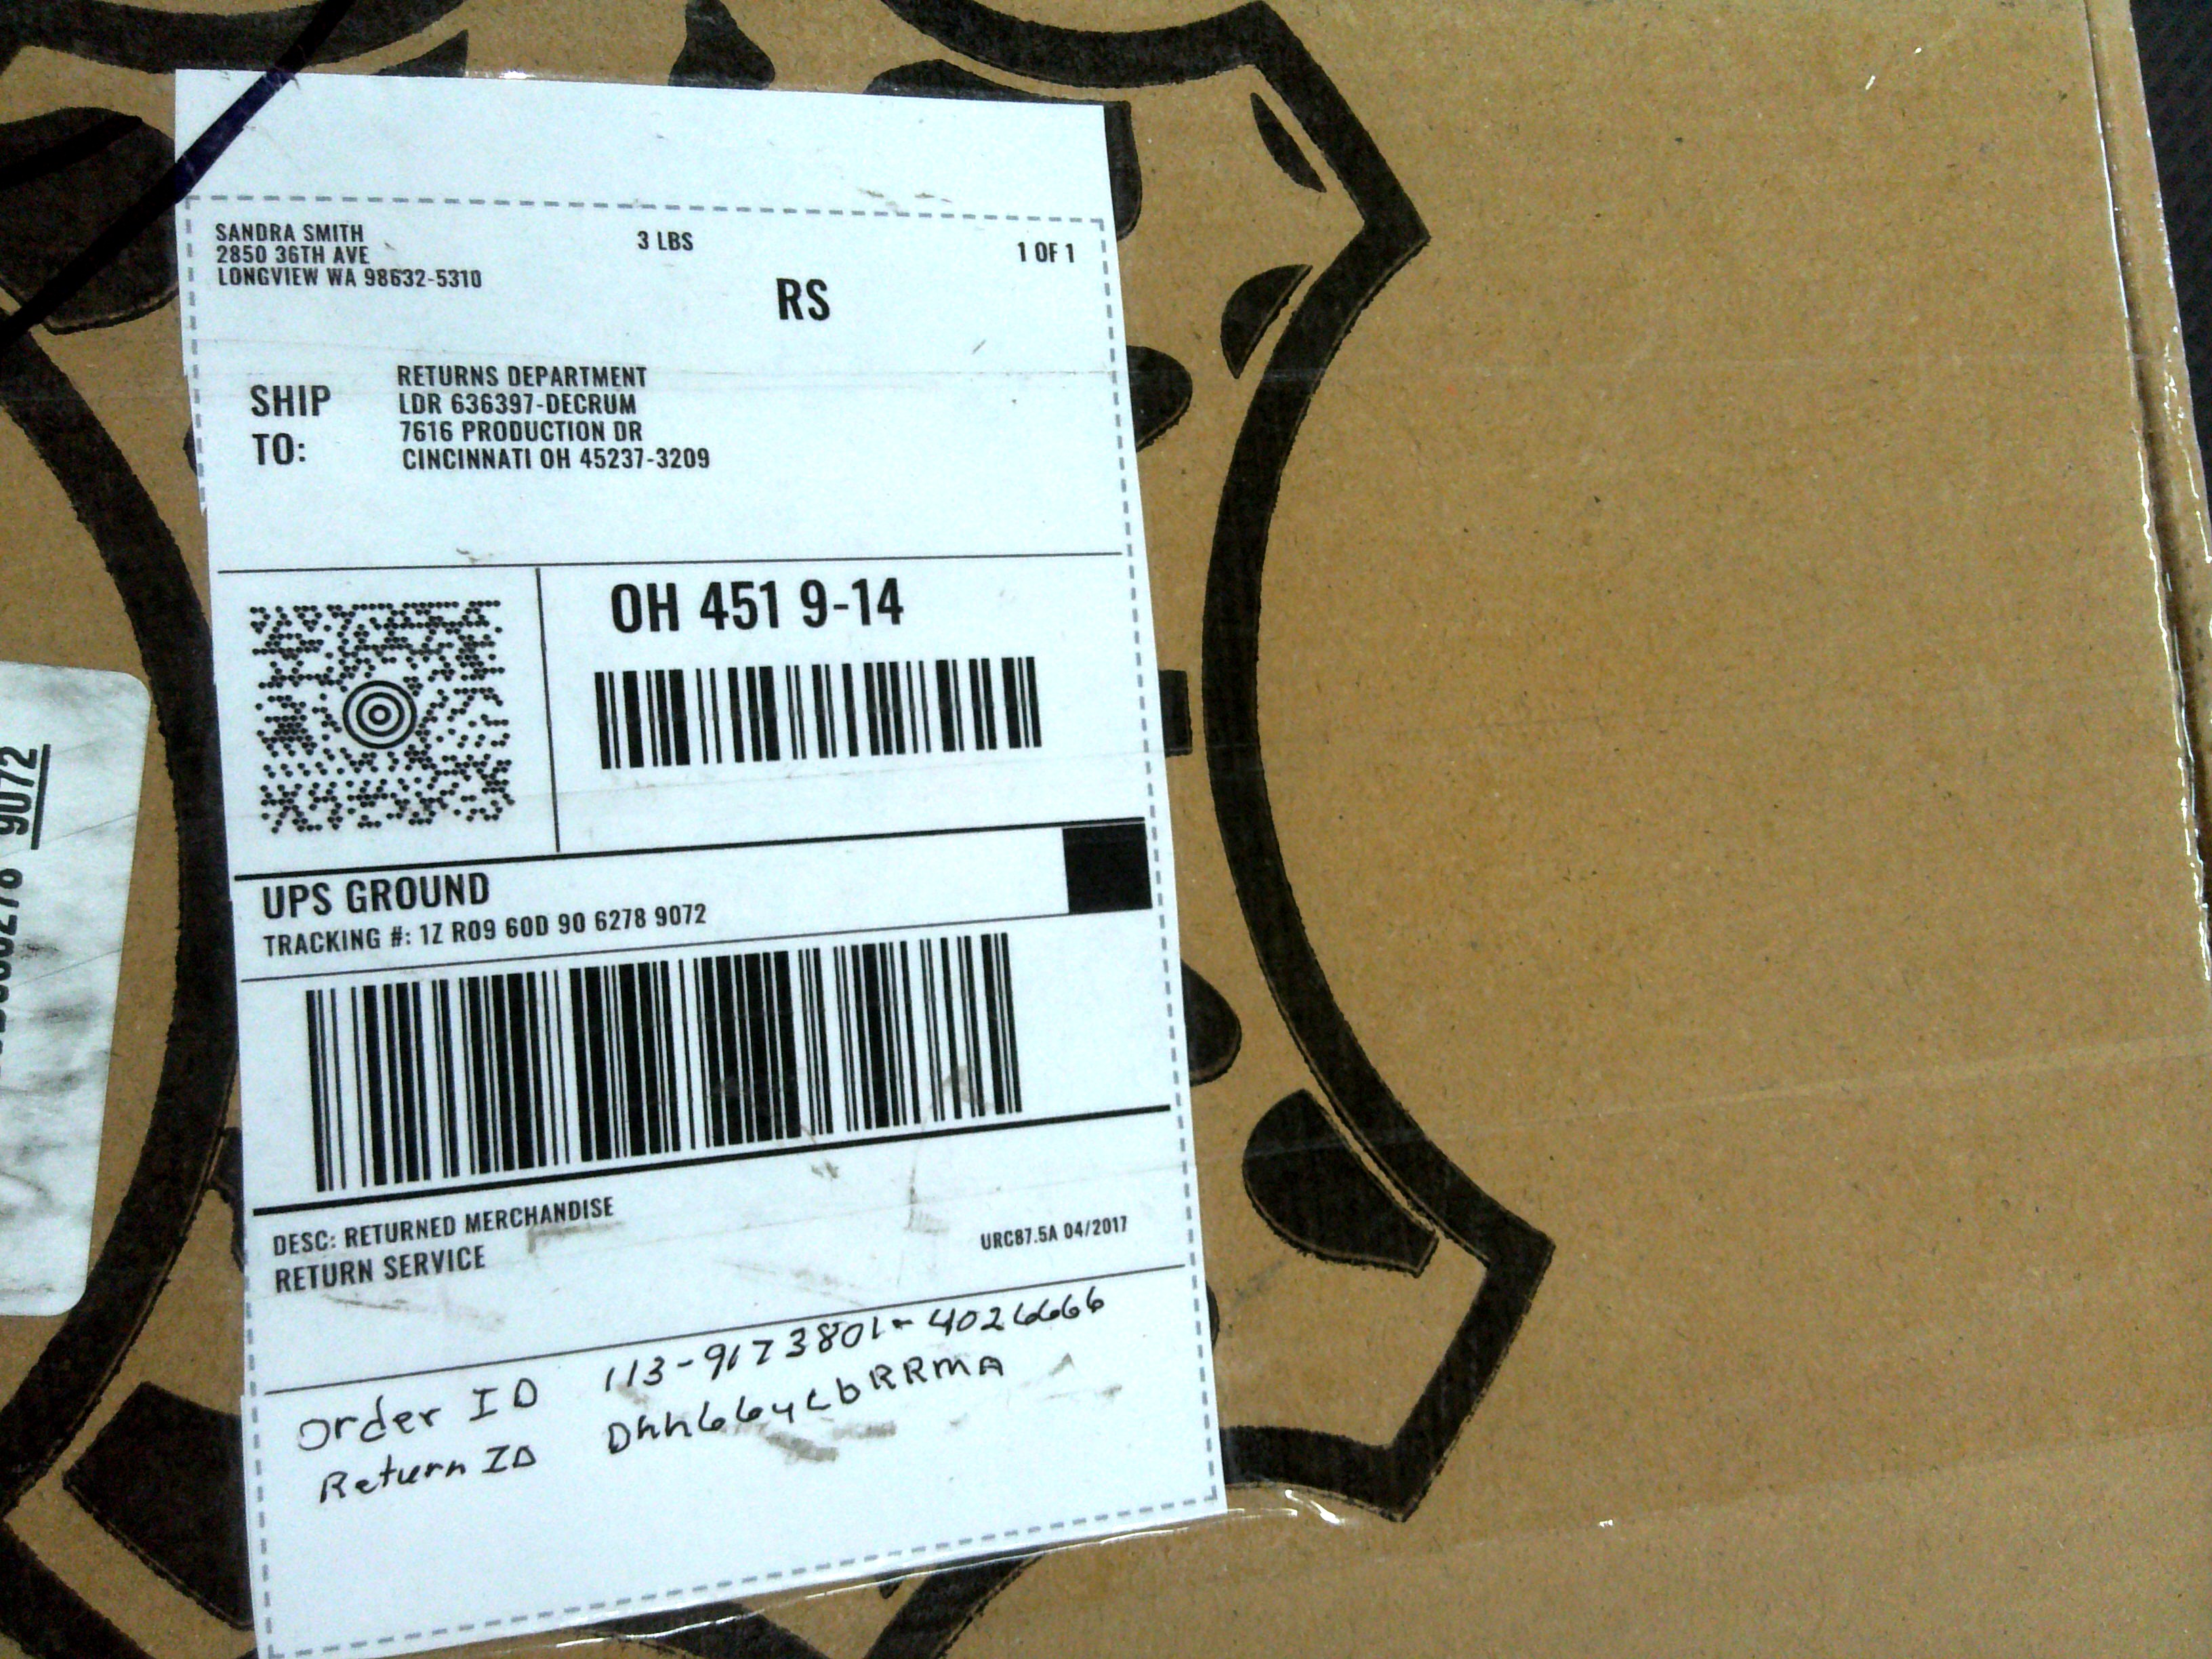 SANDRA SMITH
2850 36TH AVE
LONGVIEW WA 98632-5310
3 LBS
1 OF 1
RS
SHIP TO:
RETURNS DEPARTMENT
LDR 636397-DECRUM
7616 PRODUCTION DR
CINCINNATI OH 45237-3209
OH 451 9-14
UPS GROUND
TRACKING #: 1Z R09 60D 90 6278 9072
DESC: RETURNED MERCHANDISE
RETURN SERVICE
URC87.5A 04/2017
Order ID 113-9173801-4026666
Return ID
RRMA
9072